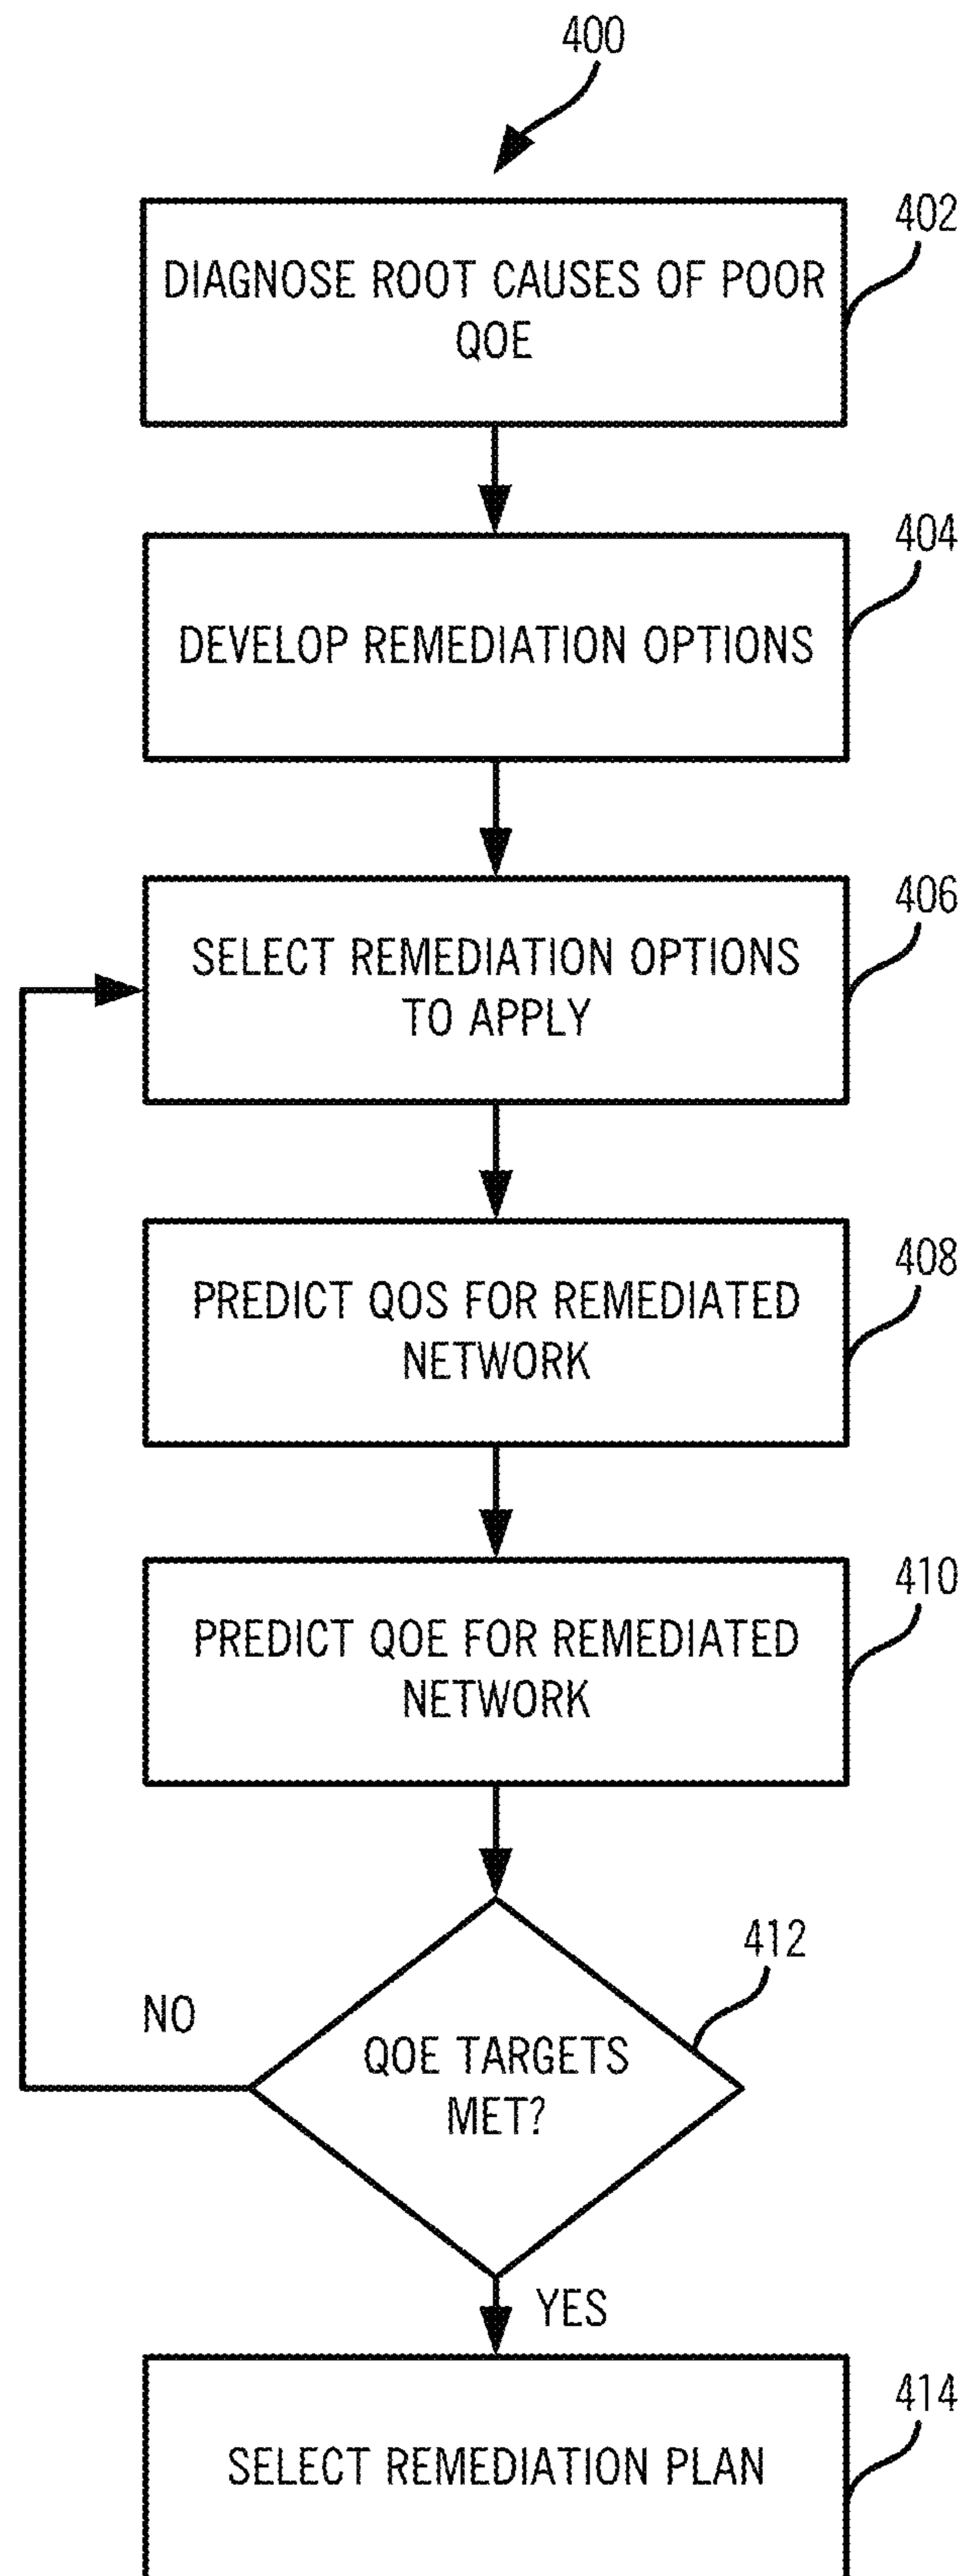 400
402
DIAGNOSE ROOT CAUSES OF POOR
QOE
404
DEVELOP REMEDIATION OPTIONS
406
SELECT REMEDIATION OPTIONS
TO APPLY
408
PREDICT QOS FOR REMEDIATED
NETWORK
410
PREDICT QOE FOR REMEDIATED
NETWORK
412
NO
QOE TARGETS
MET?
YES
414
SELECT REMEDIATION PLAN